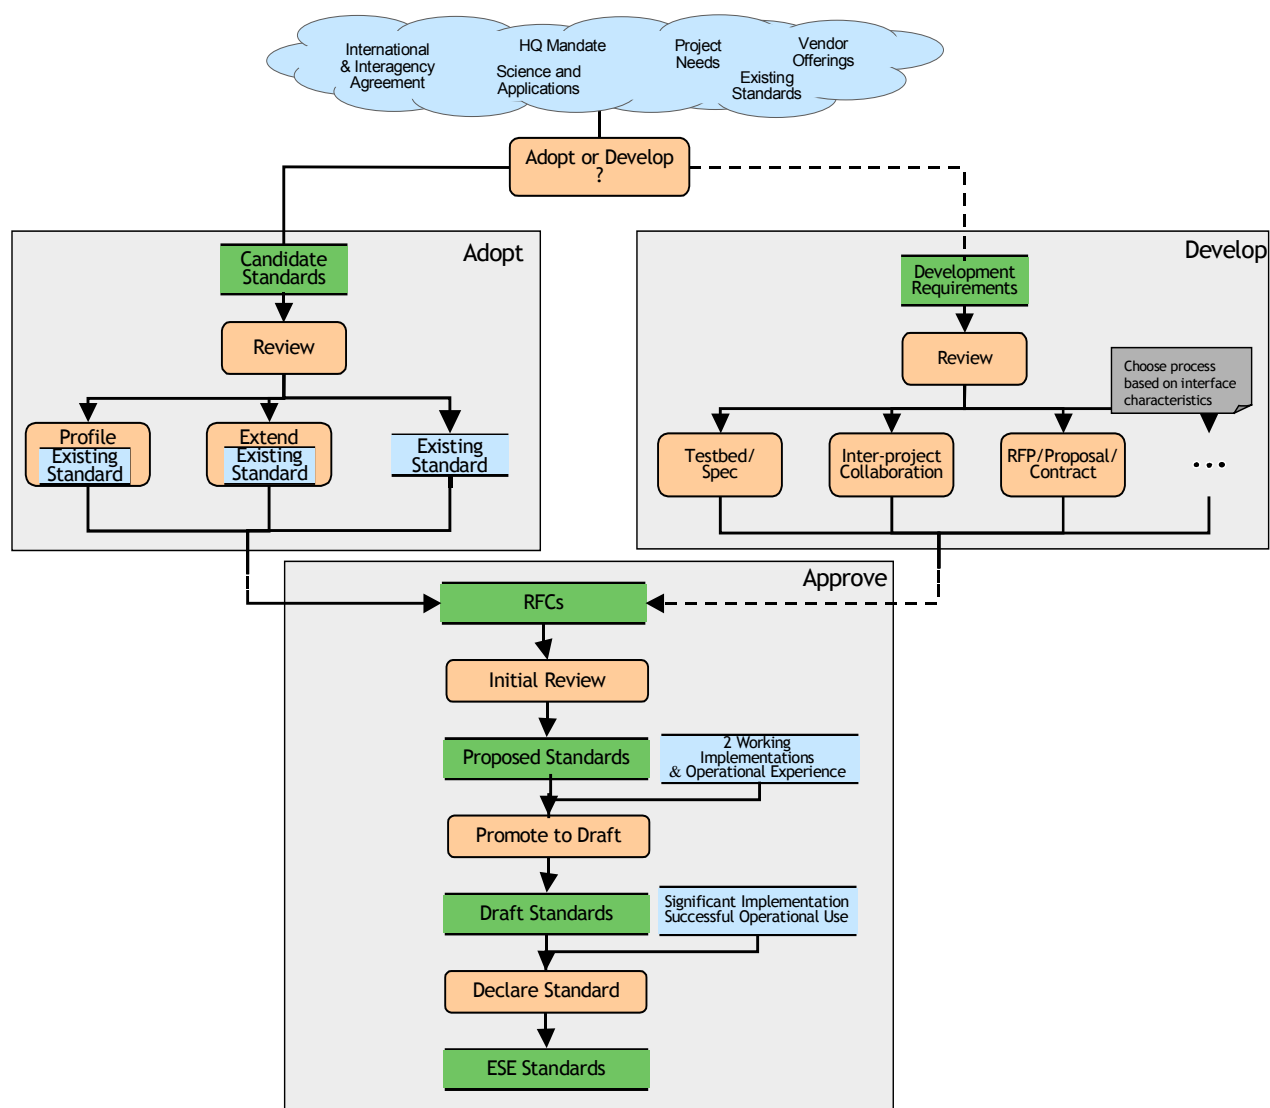 International
& Interagency
Agreement
HQ Mandate
Science and
Applications
Project
Needs
Existing
Standards
Vendor
Offerings
Adopt or Develop
?
Adopt
Candidate
Standards
Review
Profile
Existing
Standard
Extend
Existing
Standard
Existing
Standard
Develop
Development
Requirements
Review
Choose process
based on interface
characteristics
Testbed/
Spec
Inter-project
Collaboration
RFP/Proposal/
Contract
...
Approve
RFCs
Initial Review
Proposed Standards
2 Working
Implementations
& Operational Experience
Promote to Draft
Draft Standards
Significant Implementation
Successful Operational Use
Declare Standard
ESE Standards